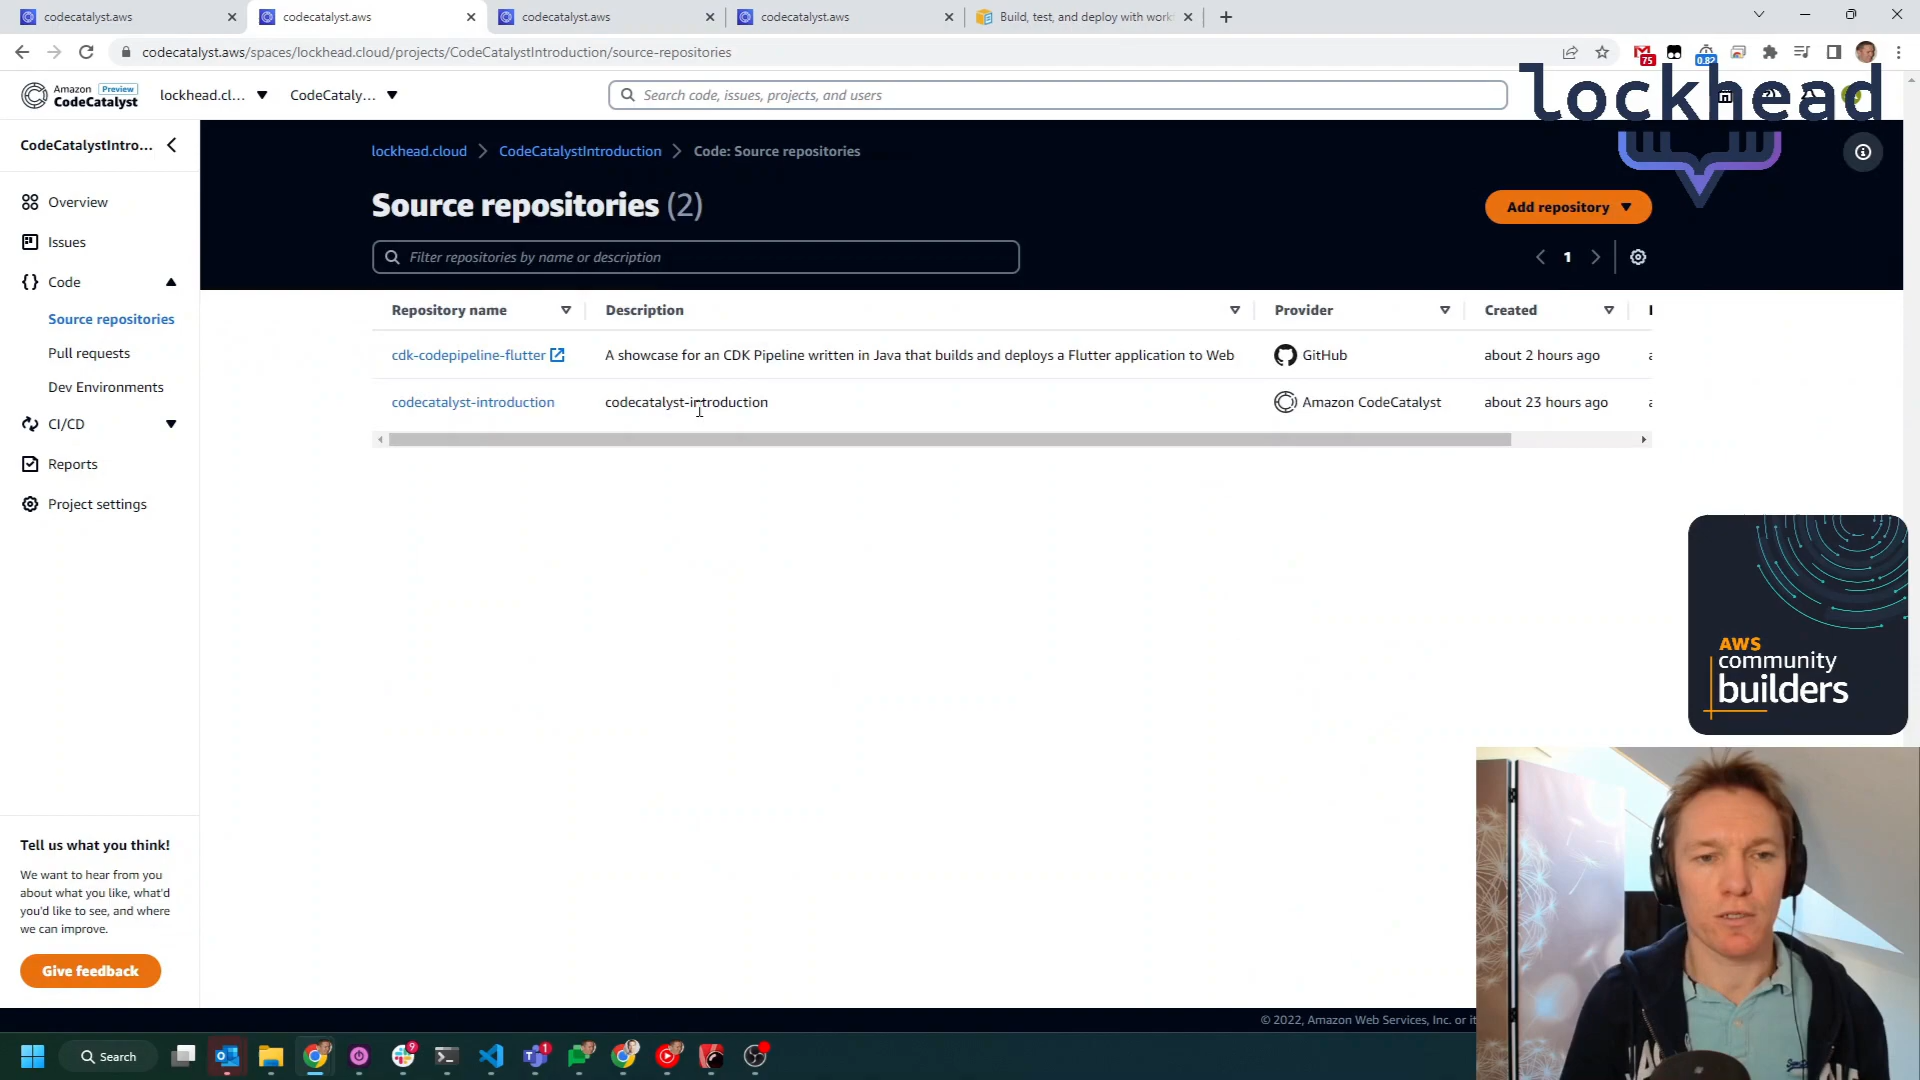 codecatalyst.aws
codecatalyst.aws
codecatalyst.aws
codecatalyst.aws
Build, test, and deploy with work
codecatalyst.aws/spaces/lockhead.cloud/projects/CodeCatalystIntroduction/source-repositories
75
0.82
Amazon Preview
CodeCatalyst
lockhead.cl...
CodeCataly...
Search code, issues, projects, and users
lockhead
CodeCatalystIntro...
lockhead.cloud
CodeCatalystIntroduction
Code: Source repositories
Overview
Issues
Code
Source repositories
Pull requests
Dev Environments
CI/CD
Reports
Project settings
Source repositories (2)
Add repository
Filter repositories by name or description
1
Repository name
Description
Provider
Created
cdk-codepipeline-flutter
A showcase for an CDK Pipeline written in Java that builds and deploys a Flutter application to Web
GitHub
about 2 hours ago
codecatalyst-introduction
codecatalyst-introduction
Amazon CodeCatalyst
about 23 hours ago
AWS
community
builders
Tell us what you think!
We want to hear from you
about what you like, what'd
you'd like to see, and where
we can improve.
Give feedback
© 2022, Amazon Web Services, Inc. or it
Search
9
1